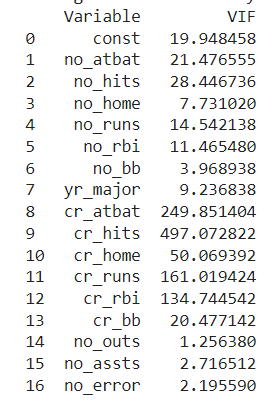 Variable VIF
0 const 19.948458
1 no_atbat 21.476555
2 no_hits 28.446736
3 no_home 7.731020
4 no_runs 14.542138
5 no_rbi 11.465480
6 no_bb 3.968938
7 yr_major 9.236838
8 cr_atbat 249.851404
9 cr_hits 497.072822
10 cr_home 50.069392
11 cr_runs 161.019424
12 cr_rbi 134.744542
13 cr_bb 20.477142
14 no_outs 1.256380
15 no_assts 2.716512
16 no_error 2.195590